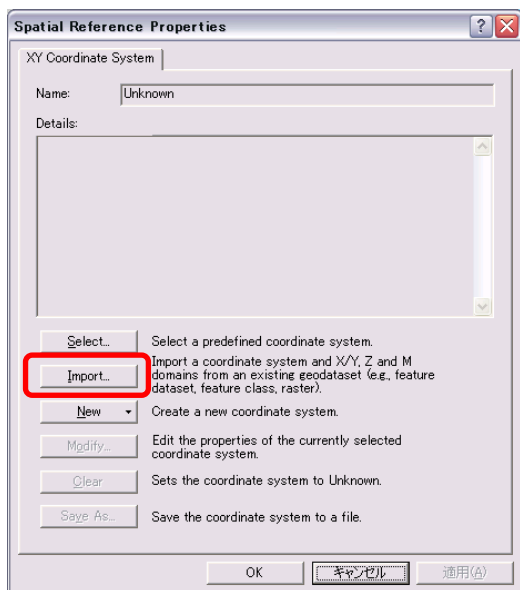 Spatial Reference Properties
XY Coordinate System
Name: Unknown
Details:
Select... Select a predefined coordinate system.
Import a coordinate system and X/Y, Z and M
Import... domains from an existing geodataset (e.g., feature
dataset, feature class, raster).
New Create a new coordinate system.
Modify... Edit the properties of the currently selected
coordinate system.
Clear Sets the coordinate system to Unknown.
Save As... Save the coordinate system to a file.
OK キャンセル 適用(A)